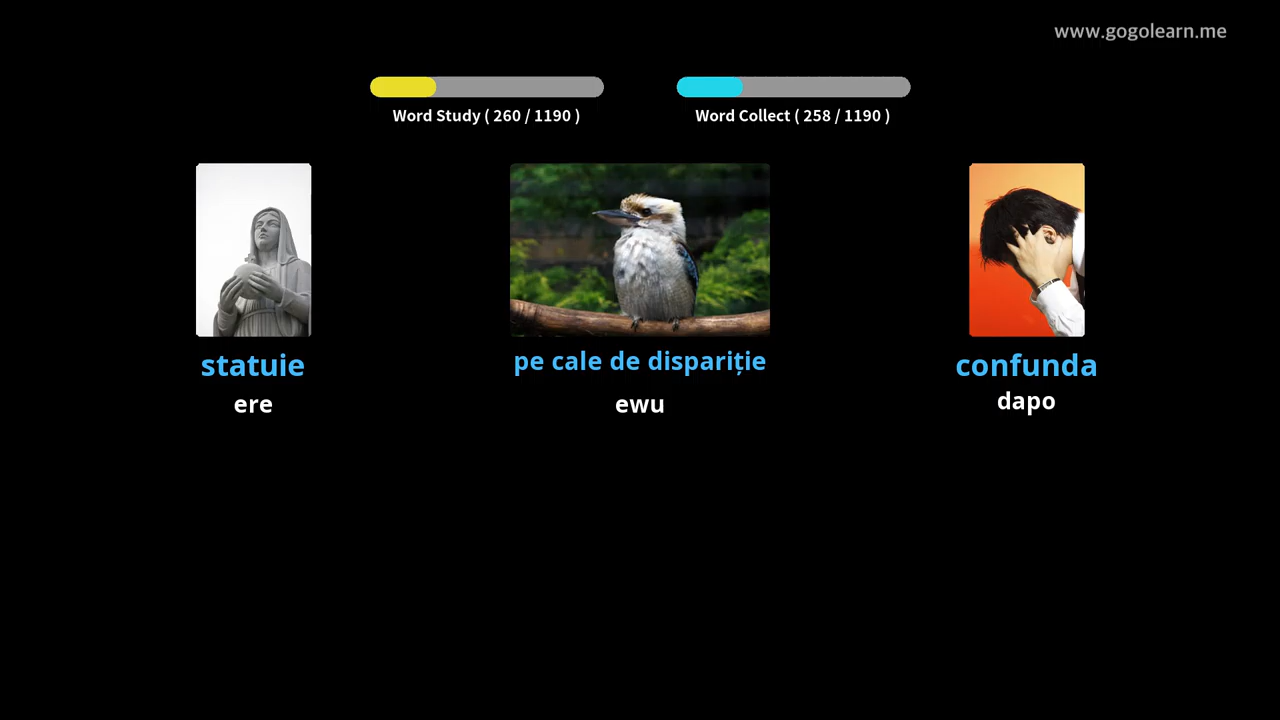 www.gogolearn.me
Word Study ( 260 / 1190 )
Word Collect ( 258 / 1190 )
statuie
ere
pe cale de dispariție
ewu
confunda
dapo